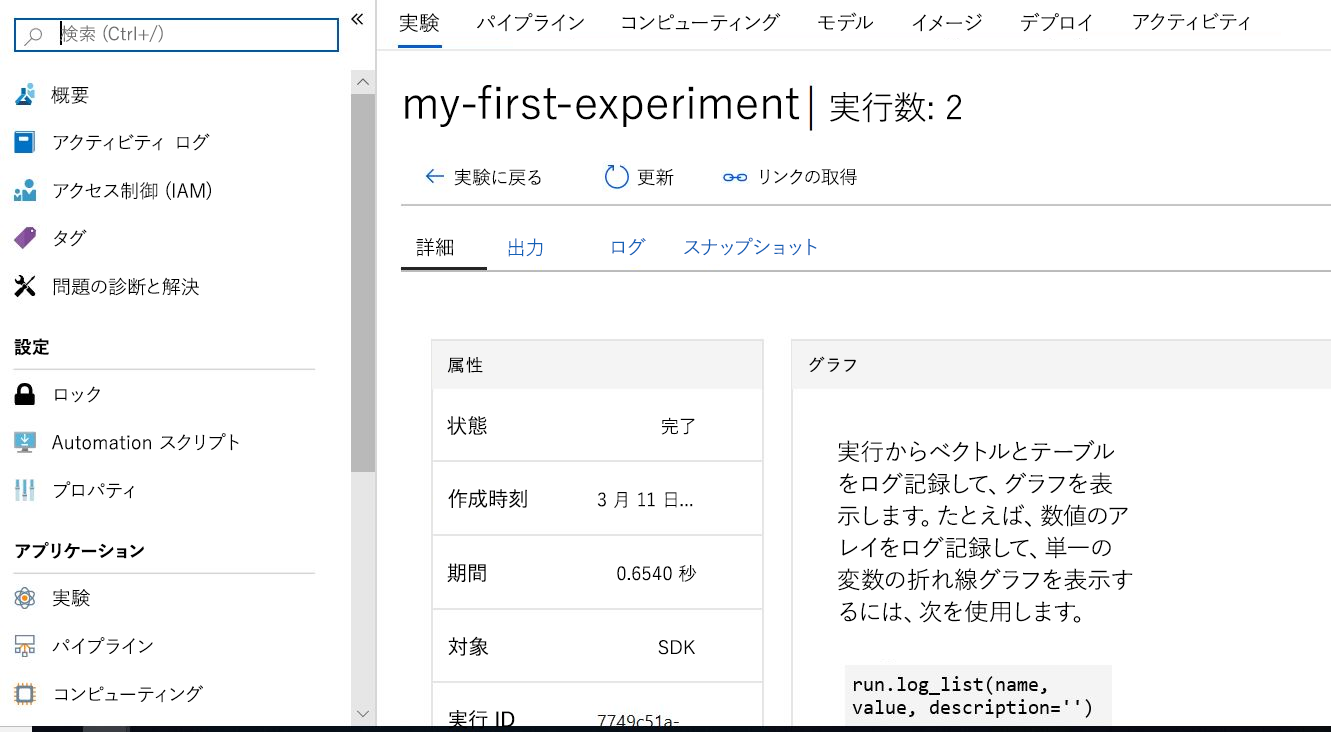 検索 (Ctrl+/)
«
概要
アクティビティ ログ
アクセス制御 (IAM)
タグ
問題の診断と解決
設定
ロック
Automation スクリプト
プロパティ
アプリケーション
実験
パイプライン
コンピューティング
実験 パイプライン コンピューティング モデル イメージ デプロイ アクティビティ
my-first-experiment| 実行数: 2
← 実験に戻る 更新 リンクの取得
詳細 出力 ログ スナップショット
属性
状態 完了
作成時刻 3 月 11 日...
期間 0.6540 秒
対象 SDK
実行 ID 7749c51a-
グラフ
実行からベクトルとテーブル
をログ記録して、グラフを表
示します。たとえば、数値のア
レイをログ記録して、単一の
変数の折れ線グラフを表示す
るには、次を使用します。
run.log_list(name,
value, description='')